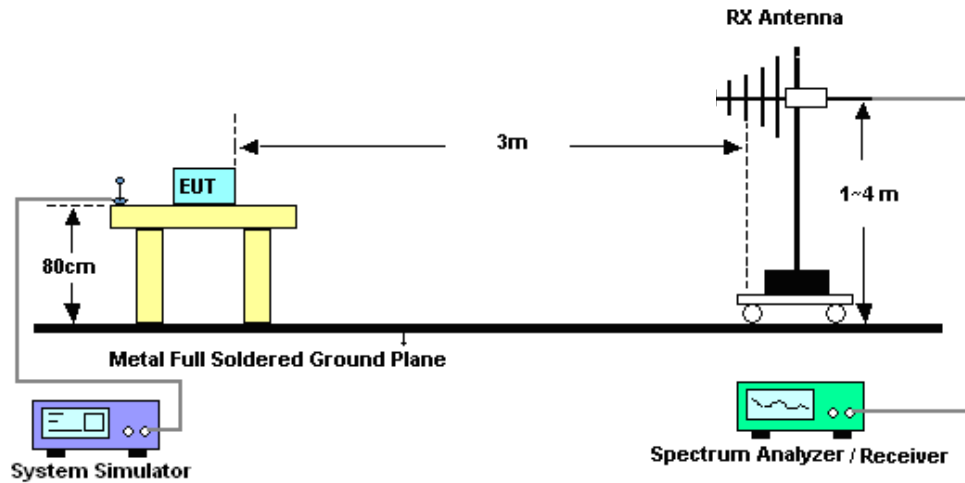 RX Antenna
3m
EUT
1~4 m
80cm
Metal Full Soldered Ground Plane
System Simulator
Spectrum Analyzer / Receiver